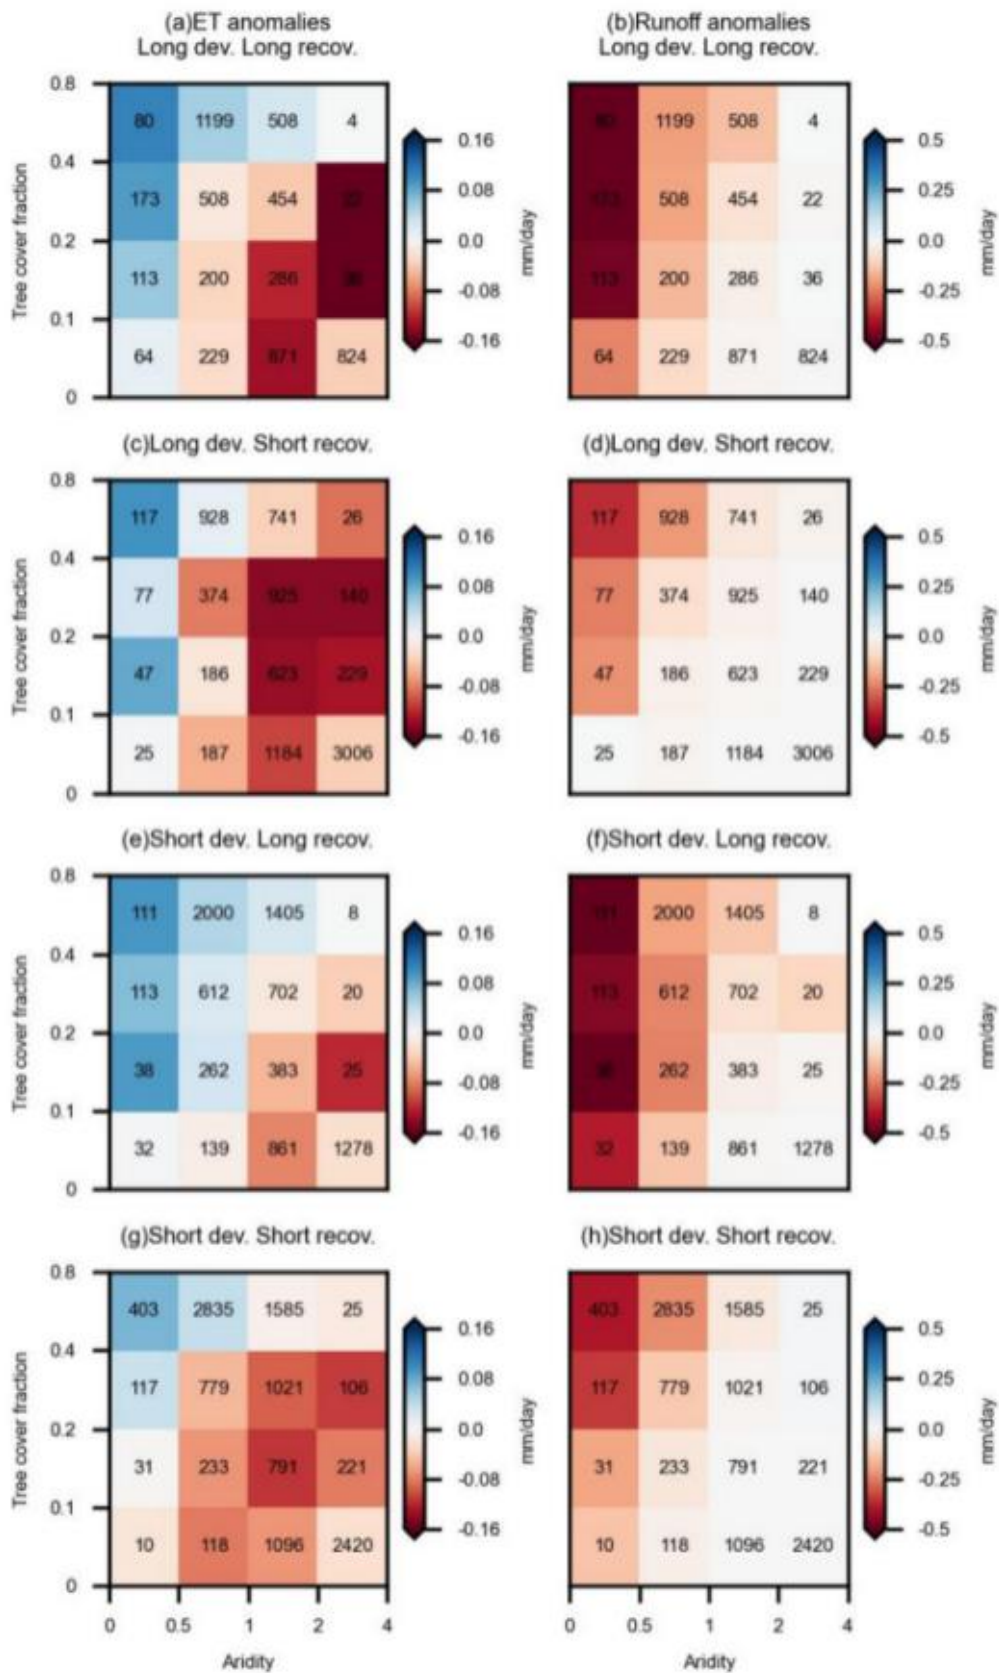 (a)ET anomalies
Long dev. Long recov.
(b)Runoff anomalies
Long dev. Long recov.
Tree cover fraction
0.8
0.4
0.2
0.1
0
80 1199 508 4
173 508 454 22
113 200 286 36
64 229 871 824
0.16
0.08
0.0
-0.08
-0.16
mm/day
80 1199 508 4
173 508 454 22
113 200 286 36
64 229 871 824
0.5
0.25
0.0
-0.25
-0.5
mm/day
(c)Long dev. Short recov.
(d)Long dev. Short recov.
Tree cover fraction
0.8
0.4
0.2
0.1
0
117 928 741 26
77 374 925 140
47 186 623 229
25 187 1184 3006
0.16
0.08
0.0
-0.08
-0.16
mm/day
117 928 741 26
77 374 925 140
47 186 623 229
25 187 1184 3006
0.5
0.25
0.0
-0.25
-0.5
mm/day
(e)Short dev. Long recov.
(f)Short dev. Long recov.
Tree cover fraction
0.8
0.4
0.2
0.1
0
111 2000 1405 8
113 612 702 20
38 262 383 25
32 139 861 1278
0.16
0.08
0.0
-0.08
-0.16
mm/day
111 2000 1405 8
113 612 702 20
38 262 383 25
32 139 861 1278
0.5
0.25
0.0
-0.25
-0.5
mm/day
(g)Short dev. Short recov.
(h)Short dev. Short recov.
Tree cover fraction
0.8
0.4
0.2
0.1
0
403 2835 1585 25
117 779 1021 106
31 233 791 221
10 118 1096 2420
0.16
0.08
0.0
-0.08
-0.16
mm/day
403 2835 1585 25
117 779 1021 106
31 233 791 221
10 118 1096 2420
0.5
0.25
0.0
-0.25
-0.5
mm/day
0 0.5 1 2 4
Aridity
0 0.5 1 2 4
Aridity